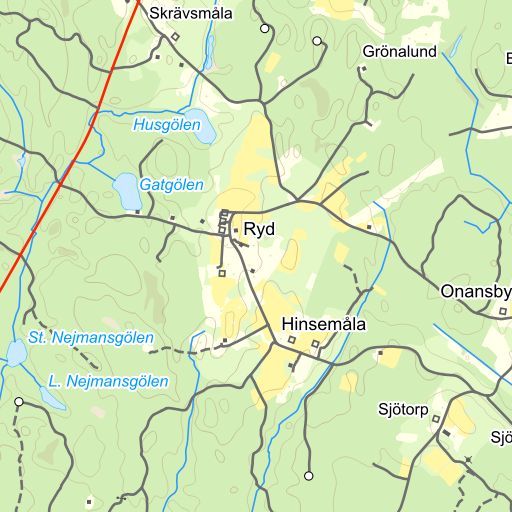 Skrävsmåla
Grönalund
E
Husgölen
Gatgölen
Ryd
Onansby
Hinsemåla
St. Nejmansgölen
L. Nejmansgölen
Sjötorp
Sjö